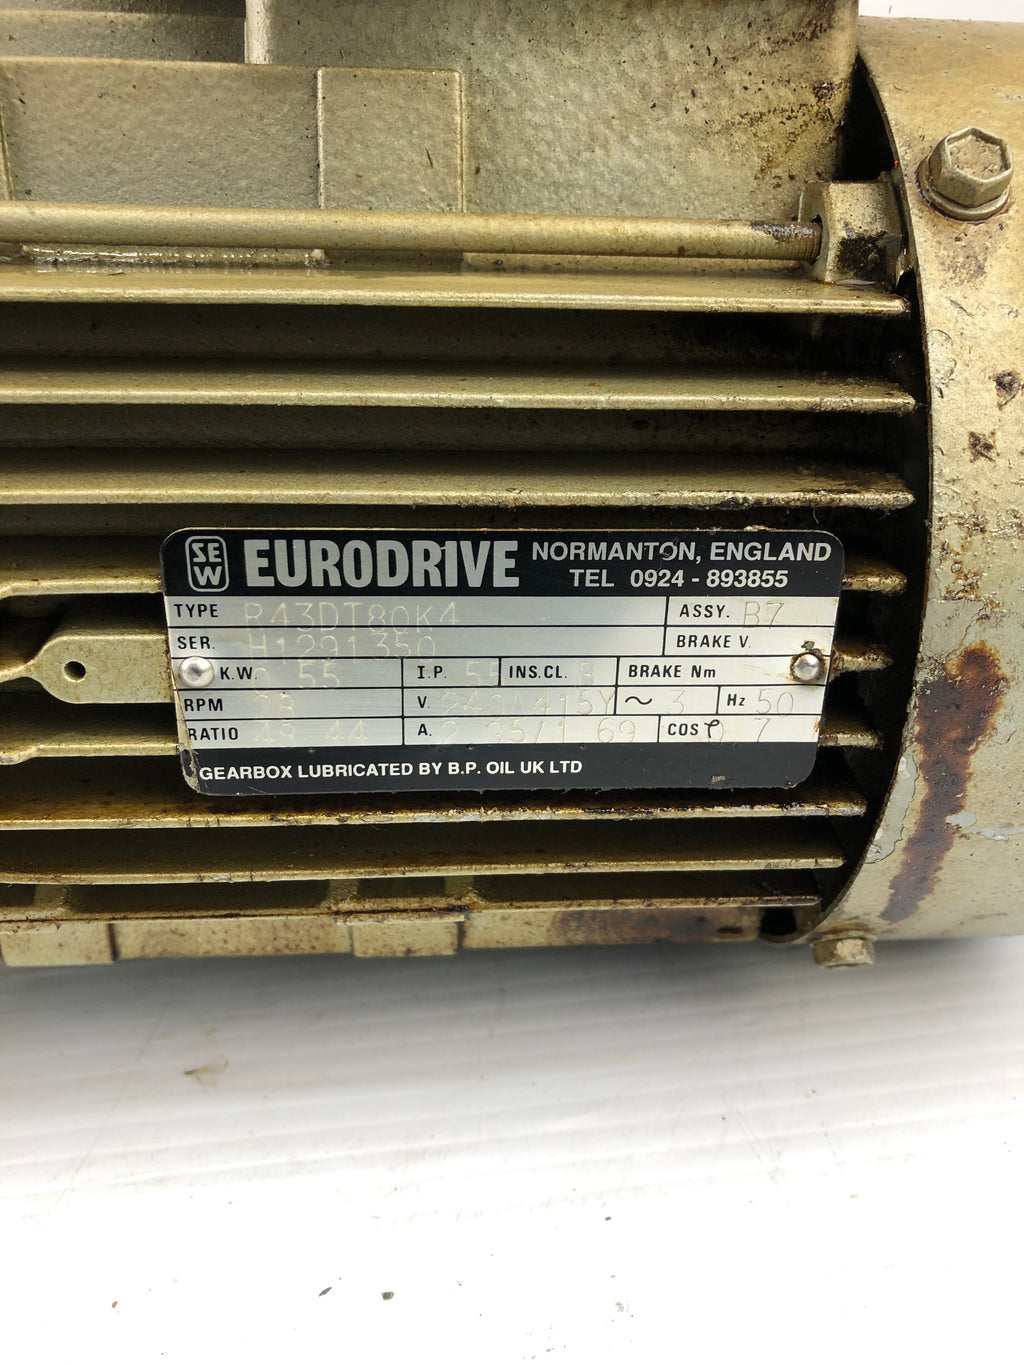 SEW EURODRIVE NORMANTON, ENGLAND
TEL 0924 - 893855
TYPE R43DT80K4 ASSY. B7
SER. H1291350 BRAKE V.
K.W. 0 55 I.P. 55 INS.CL. B BRAKE Nm
RPM 28 V. 240/415Y ~ 3 Hz 50
RATIO 48 44 A. 2 95/1 69 COS φ 0 7
GEARBOX LUBRICATED BY B.P. OIL UK LTD